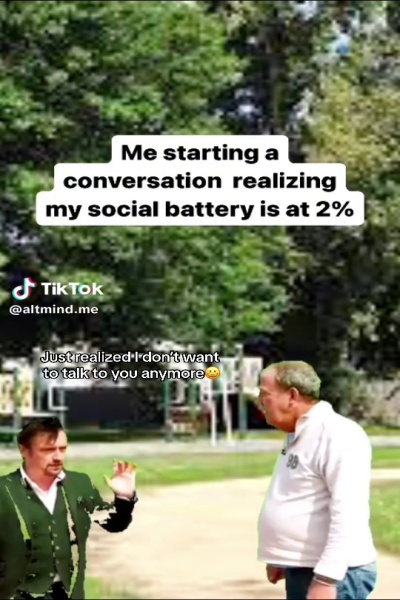 Me starting a
conversation realizing
my social battery is at 2%
TikTok
@altmind.me
Just realized I don't want
to talk to you anymore🫤